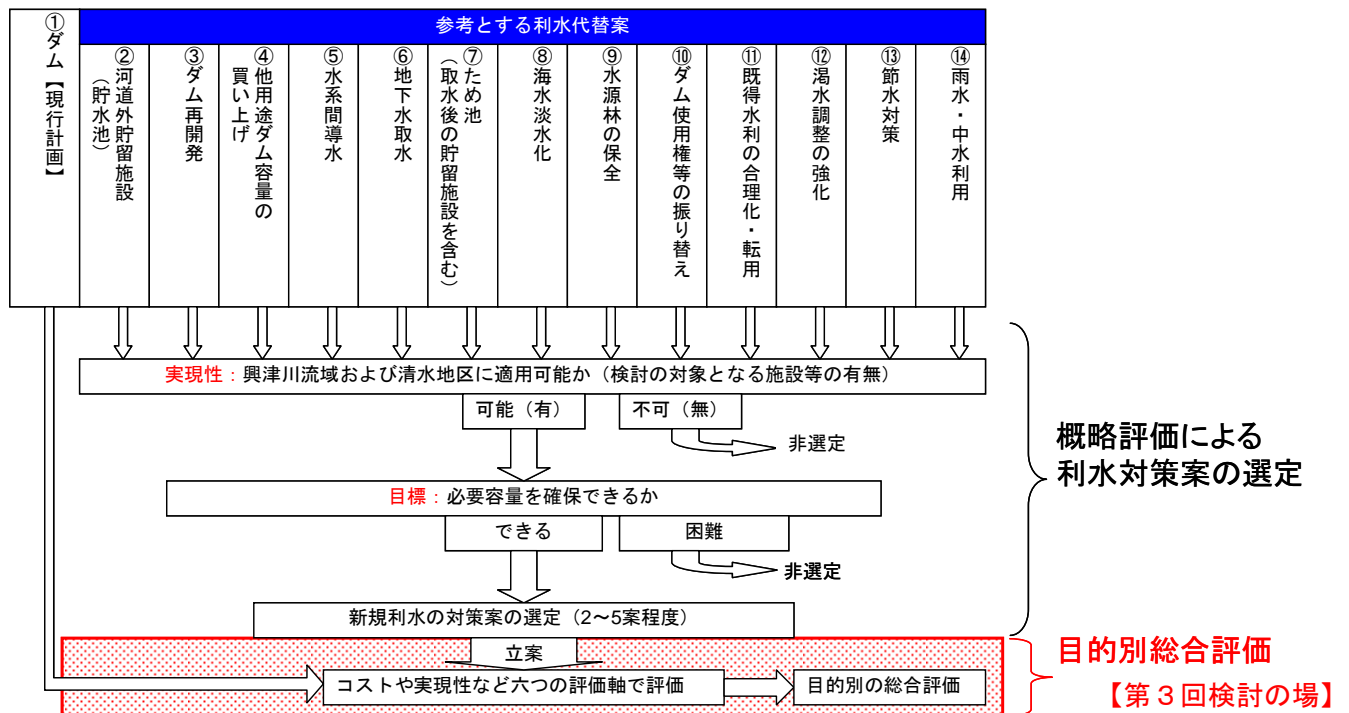 参考とする利水代替案
①ダム【現行計画】
②河道外貯留施設
(貯水池)
③ダム再開発
④他用途ダム容量の
買い上げ
⑤水系間導水
⑥地下水取水
⑦ため池
(取水後の貯留施設を含む)
⑧海水淡水化
⑨水源林の保全
⑩ダム使用権等の振り替え
⑪既得水利の合理化・転用
⑫渇水調整の強化
⑬節水対策
⑭雨水・中水利用
実現性：興津川流域および清水地区に適用可能か（検討の対象となる施設等の有無）
可能（有）
不可（無）
非選定
目標：必要容量を確保できるか
できる
困難
非選定
新規利水の対策案の選定（2～5案程度）
概略評価による
利水対策案の選定
立案
コストや実現性など六つの評価軸で評価
目的別の総合評価
目的別総合評価
【第３回検討の場】